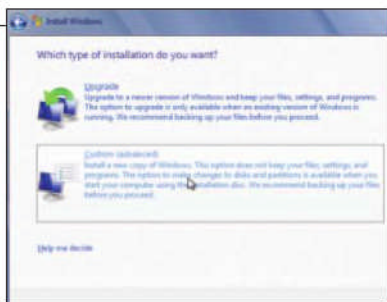 Install Windows
Which type of installation do you want?
Upgrade
Upgrade to a newer version of Windows and keep your files, settings, and programs.
The option to upgrade is only available when an existing version of Windows is
running. We recommend backing up your files before you proceed.
Custom (advanced)
Install a new copy of Windows. This option does not keep your files, settings, and
programs. The option to make changes to disks and partitions is available when you
start your computer using the installation disc. We recommend backing up your files
before you proceed.
Help me decide